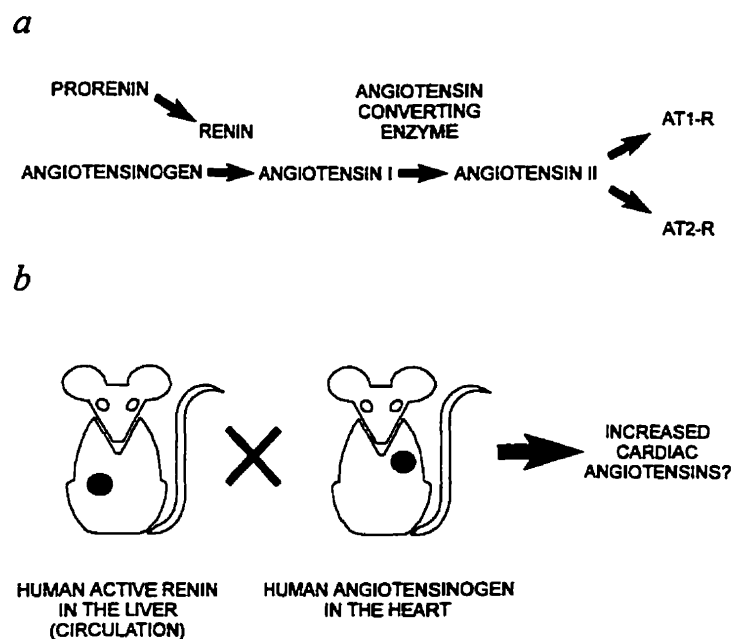 a
PRORENIN
RENIN
ANGIOTENSIN
CONVERTING
ENZYME
ANGIOTENSINOGEN
ANGIOTENSIN I
ANGIOTENSIN II
AT1-R
AT2-R
b
INCREASED
CARDIAC
ANGIOTENSINS?
HUMAN ACTIVE RENIN
IN THE LIVER
(CIRCULATION)
HUMAN ANGIOTENSINOGEN
IN THE HEART